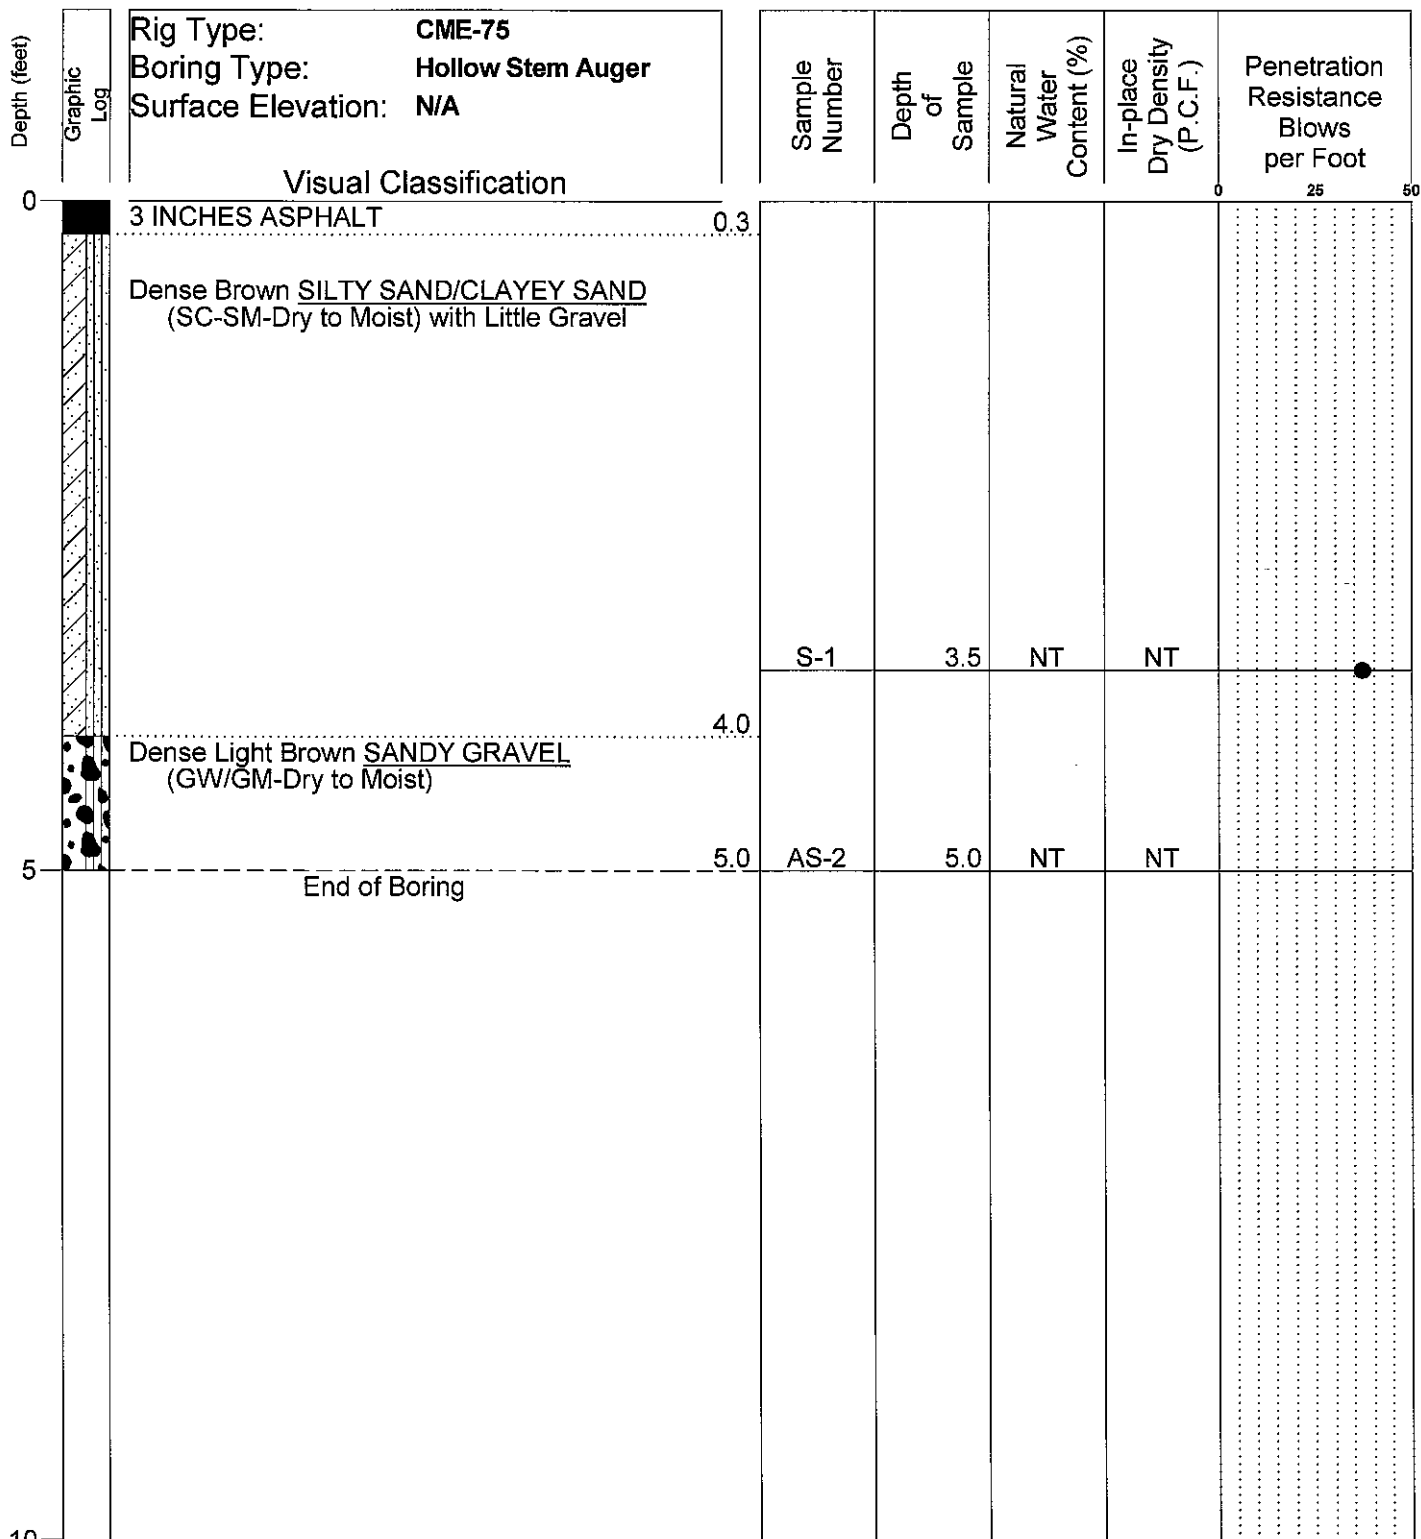 Depth (feet)
Graphic
Log
Rig Type: CME-75
Boring Type: Hollow Stem Auger
Surface Elevation: N/A
Visual Classification
Sample
Number
Depth
of
Sample
Natural
Water
Content (%)
In-place
Dry Density
(P.C.F.)
Penetration
Resistance
Blows
per Foot
0 25 50
0
3 INCHES ASPHALT 0.3
Dense Brown SILTY SAND/CLAYEY SAND
(SC-SM-Dry to Moist) with Little Gravel
S-1 3.5 NT NT
4.0
Dense Light Brown SANDY GRAVEL
(GW/GM-Dry to Moist)
5 5.0 AS-2 5.0 NT NT
End of Boring
10